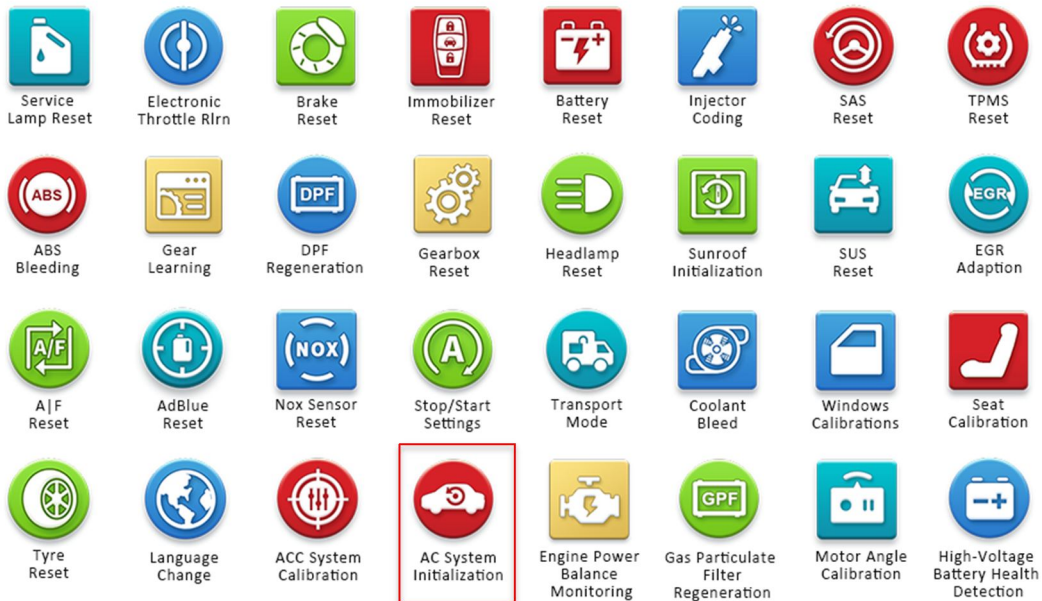 Service
Lamp Reset
Electronic
Throttle Rlrn
Brake
Reset
Immobilizer
Reset
Battery
Reset
Injector
Coding
SAS
Reset
TPMS
Reset
ABS
ABS
Bleeding
Gear
Learning
DPF
DPF
Regeneration
Gearbox
Reset
Headlamp
Reset
Sunroof
Initialization
SUS
Reset
EGR
EGR
Adaption
A/F
A|F
Reset
AdBlue
Reset
NOX
Nox Sensor
Reset
A
Stop/Start
Settings
Transport
Mode
Coolant
Bleed
Windows
Calibrations
Seat
Calibration
Tyre
Reset
Language
Change
ACC System
Calibration
AC System
Initialization
Engine Power
Balance
Monitoring
GPF
Gas Particulate
Filter
Regeneration
Motor Angle
Calibration
High-Voltage
Battery Health
Detection